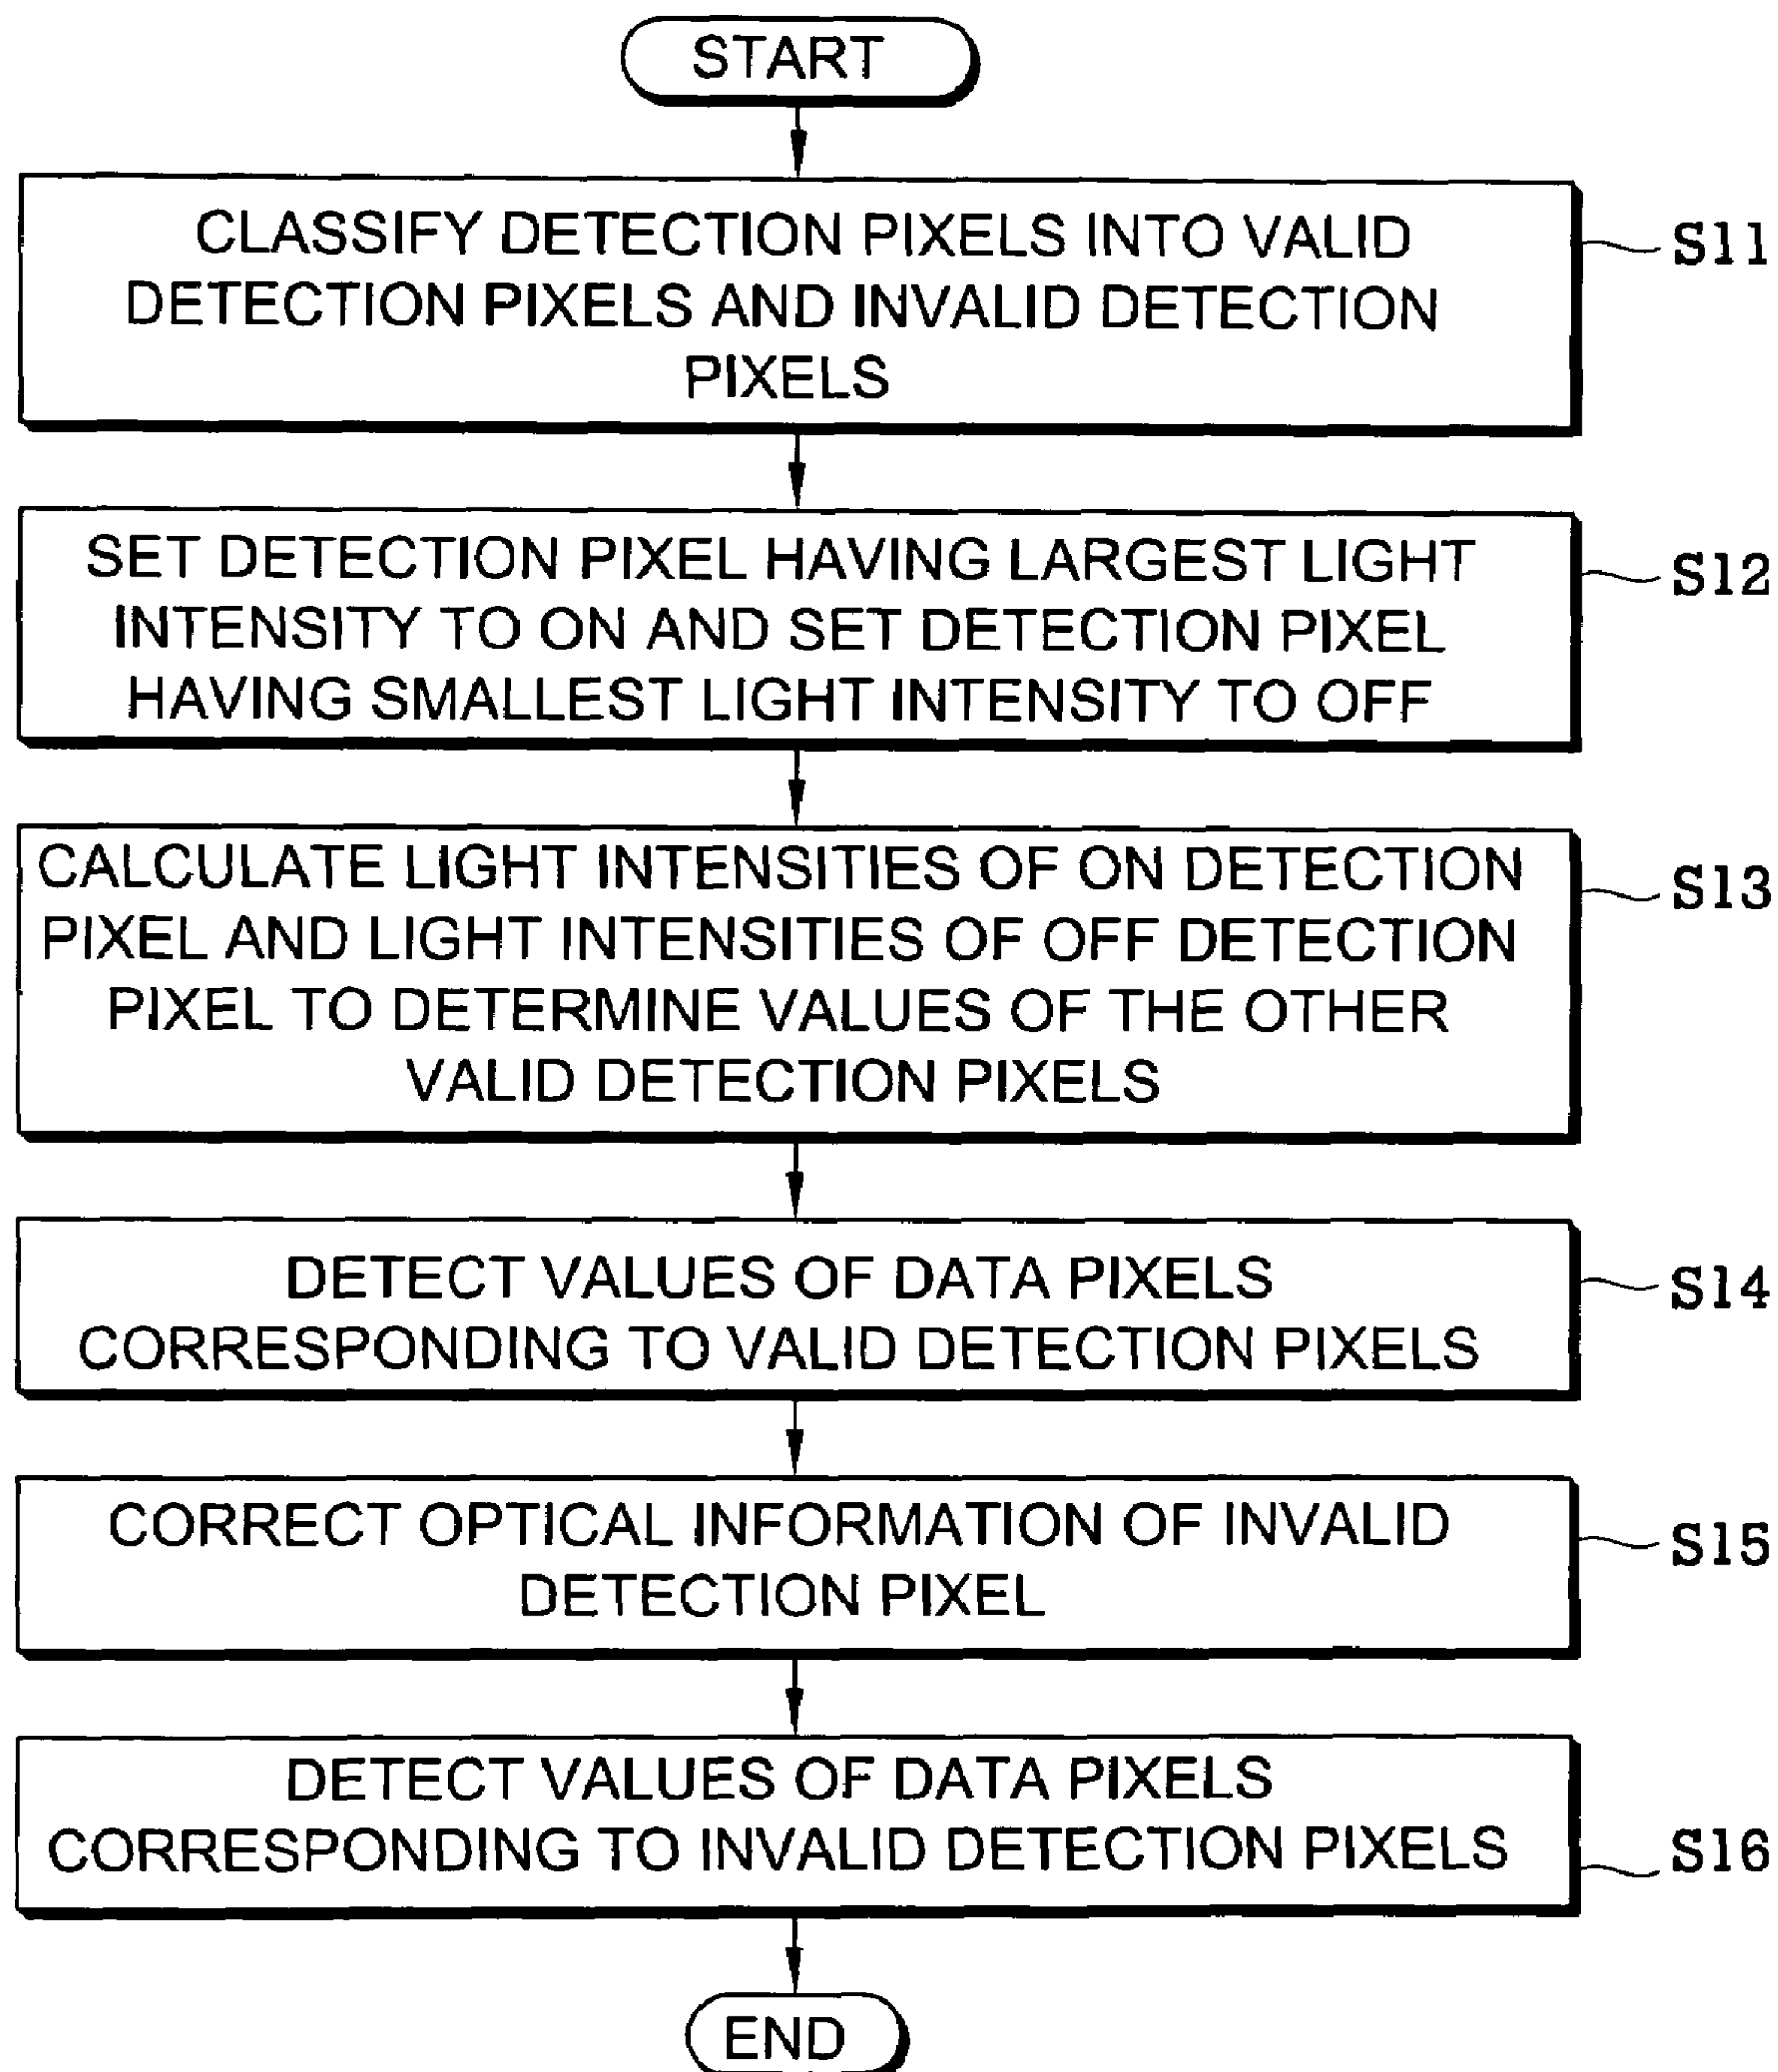 START
CLASSIFY DETECTION PIXELS INTO VALID
DETECTION PIXELS AND INVALID DETECTION
PIXELS
S11
SET DETECTION PIXEL HAVING LARGEST LIGHT
INTENSITY TO ON AND SET DETECTION PIXEL
HAVING SMALLEST LIGHT INTENSITY TO OFF
S12
CALCULATE LIGHT INTENSITIES OF ON DETECTION
PIXEL AND LIGHT INTENSITIES OF OFF DETECTION
PIXEL TO DETERMINE VALUES OF THE OTHER
VALID DETECTION PIXELS
S13
DETECT VALUES OF DATA PIXELS
CORRESPONDING TO VALID DETECTION PIXELS
S14
CORRECT OPTICAL INFORMATION OF INVALID
DETECTION PIXEL
S15
DETECT VALUES OF DATA PIXELS
CORRESPONDING TO INVALID DETECTION PIXELS
S16
END